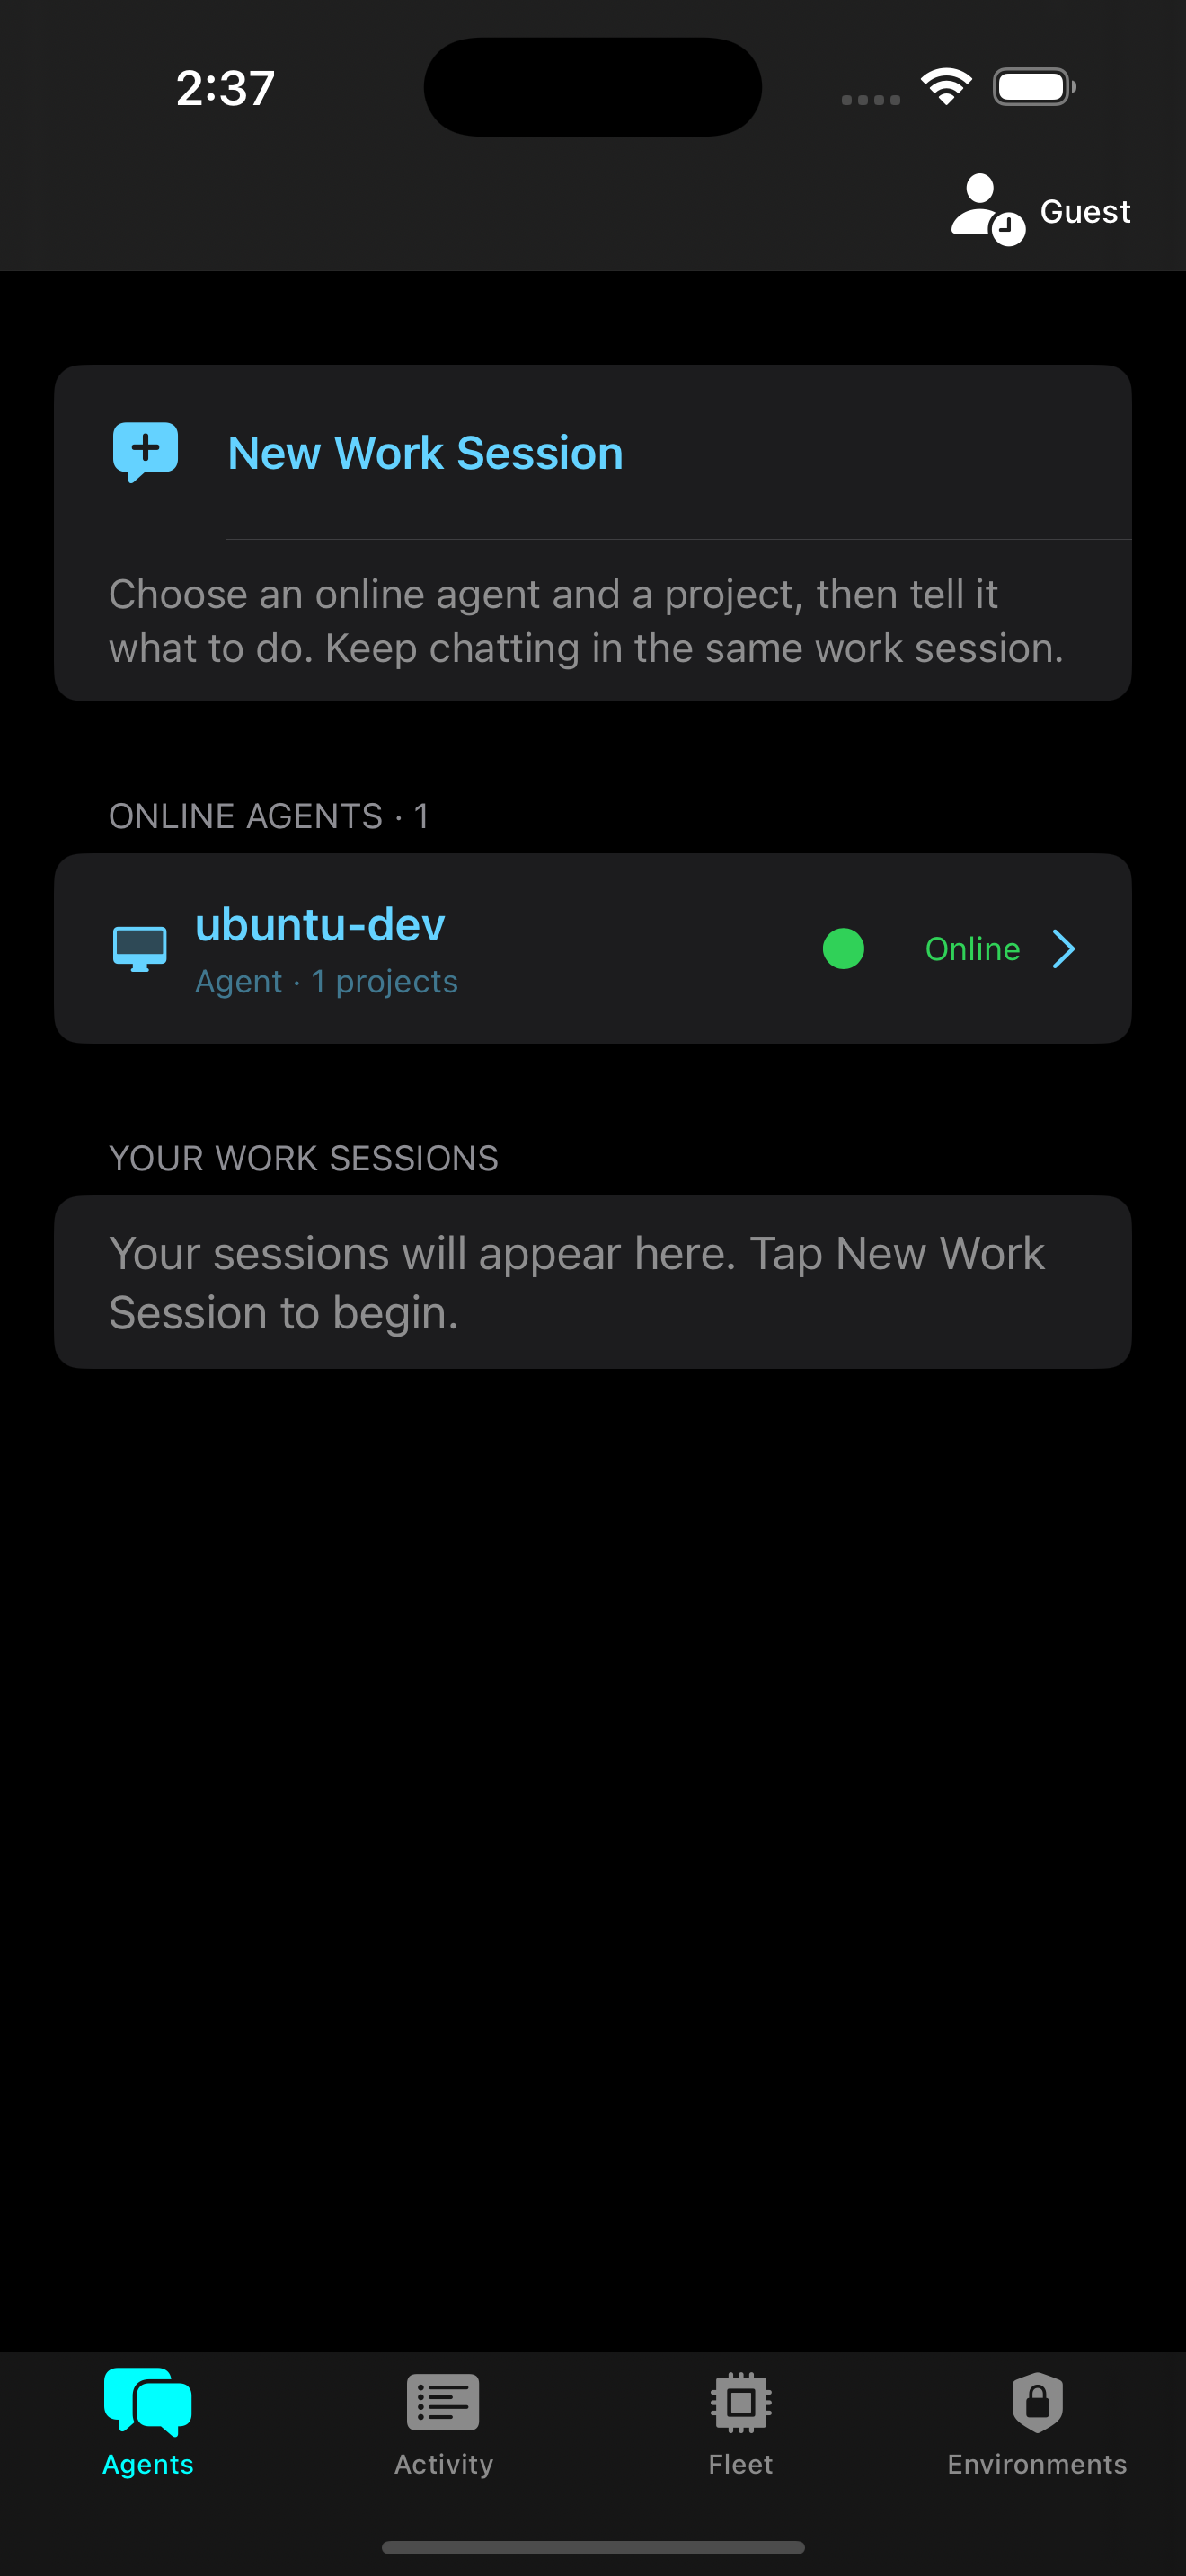 2:37
Guest
New Work Session
Choose an online agent and a project, then tell it
what to do. Keep chatting in the same work session.
ONLINE AGENTS · 1
ubuntu-dev
Agent · 1 projects
Online
YOUR WORK SESSIONS
Your sessions will appear here. Tap New Work
Session to begin.
Agents
Activity
Fleet
Environments